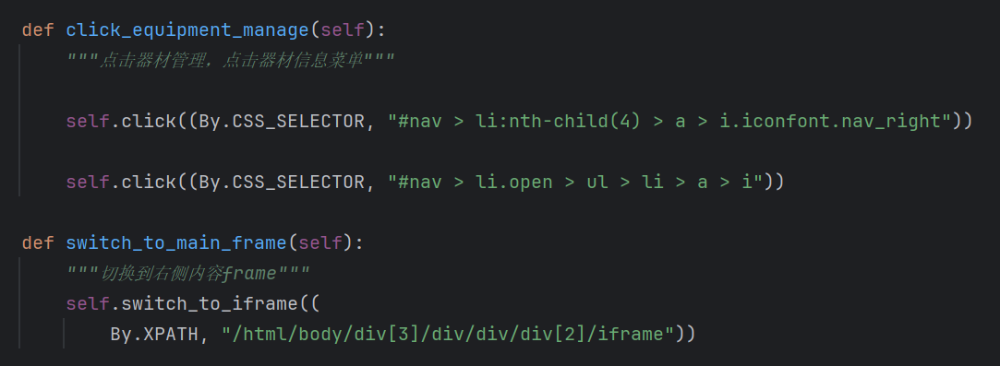 def click_equipment_manage(self):
"""点击器材管理，点击器材信息菜单"""
self.click((By.CSS_SELECTOR, "#nav > li:nth-child(4) > a > i.iconfont.nav_right"))
self.click((By.CSS_SELECTOR, "#nav > li.open > ul > li > a > i"))
def switch_to_main_frame(self):
"""切换到右侧内容frame"""
self.switch_to_iframe((
By.XPATH, "/html/body/div[3]/div/div/div[2]/iframe"))